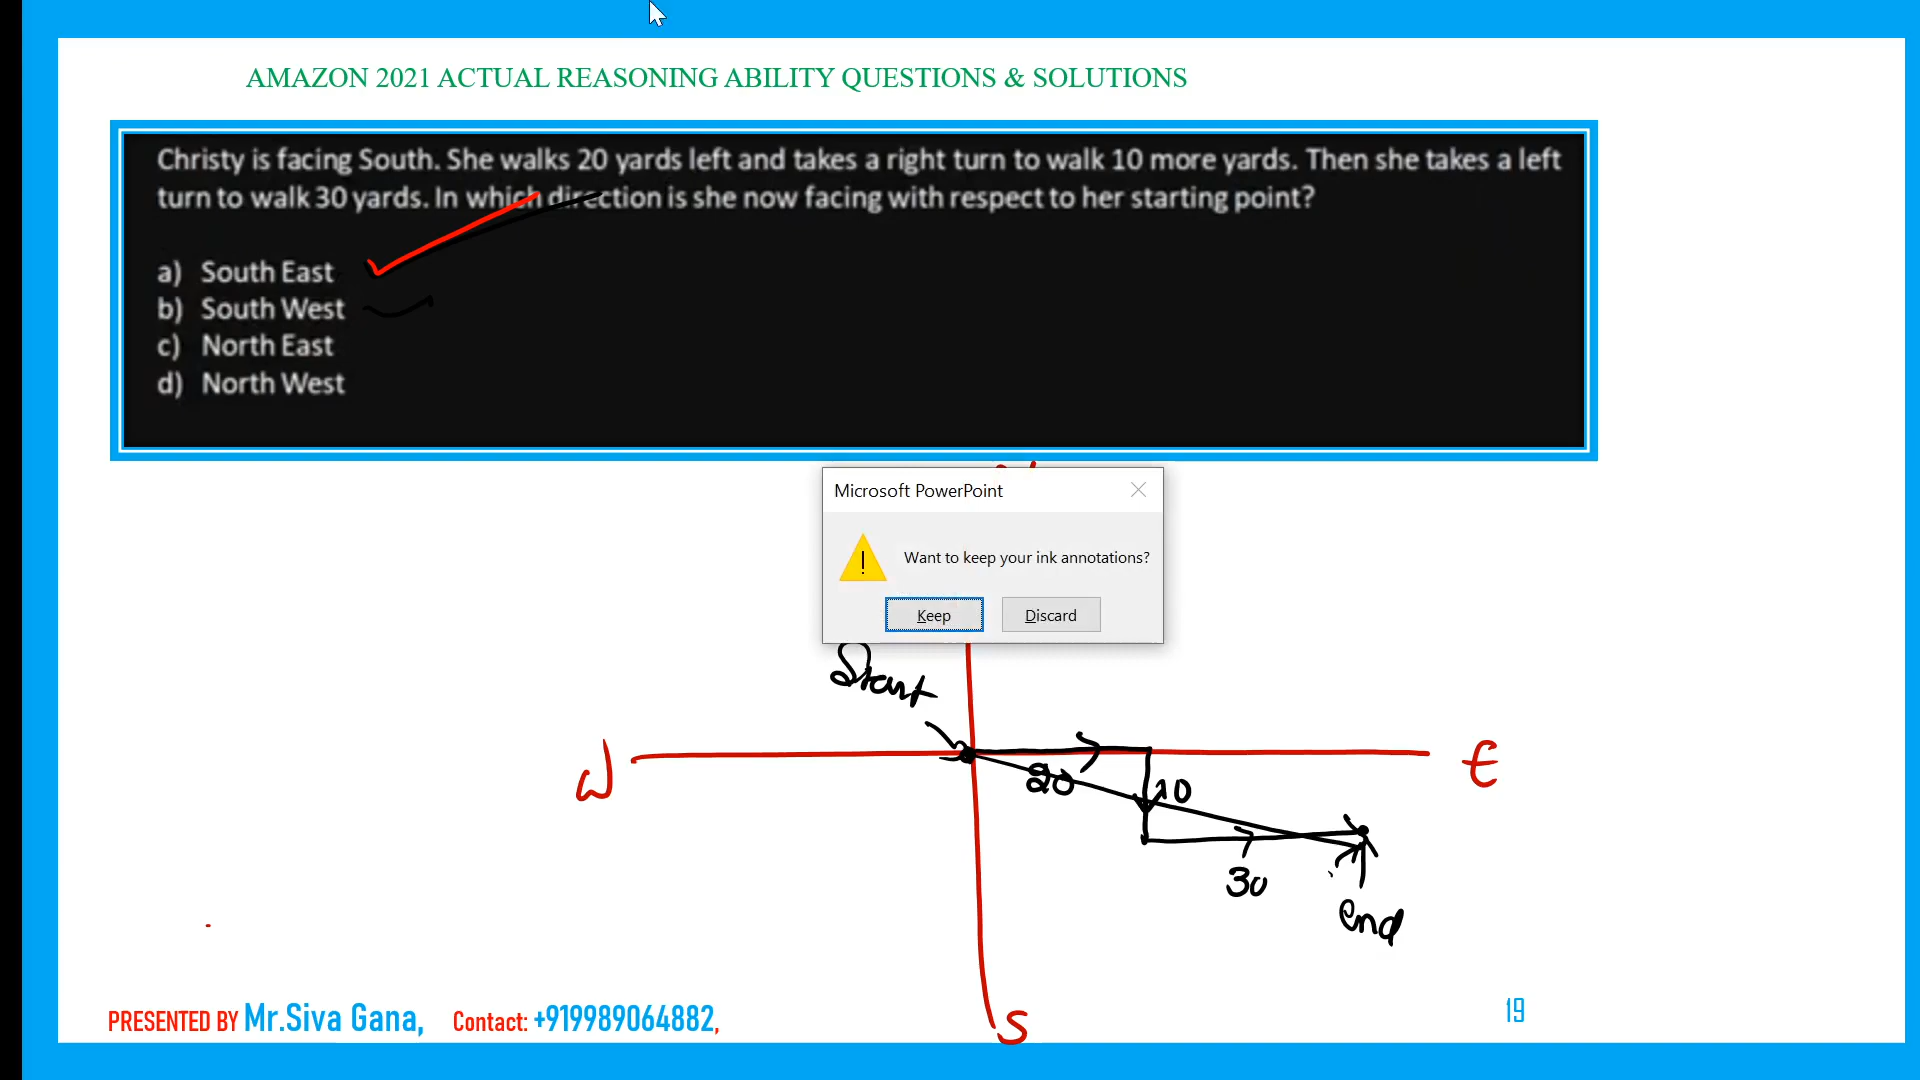 AMAZON 2021 ACTUAL REASONING ABILITY QUESTIONS & SOLUTIONS
Christy is facing South. She walks 20 yards left and takes a right turn to walk 10 more yards. Then she takes a left
turn to walk 30 yards. In which direction is she now facing with respect to her starting point?
a) South East
b) South West
c) North East
d) North West
Microsoft PowerPoint
Want to keep your ink annotations?
Keep Discard
Start
W E
20 10
30
end
PRESENTED BY Mr.Siva Gana, Contact: +919989064882, 19
S